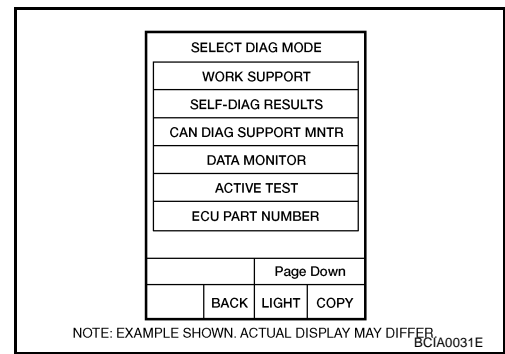 SELECT DIAG MODE
WORK SUPPORT
SELF-DIAG RESULTS
CAN DIAG SUPPORT MNTR
DATA MONITOR
ACTIVE TEST
ECU PART NUMBER
Page Down
BACK LIGHT COPY
NOTE: EXAMPLE SHOWN. ACTUAL DISPLAY MAY DIFFER.
BCIA0031E